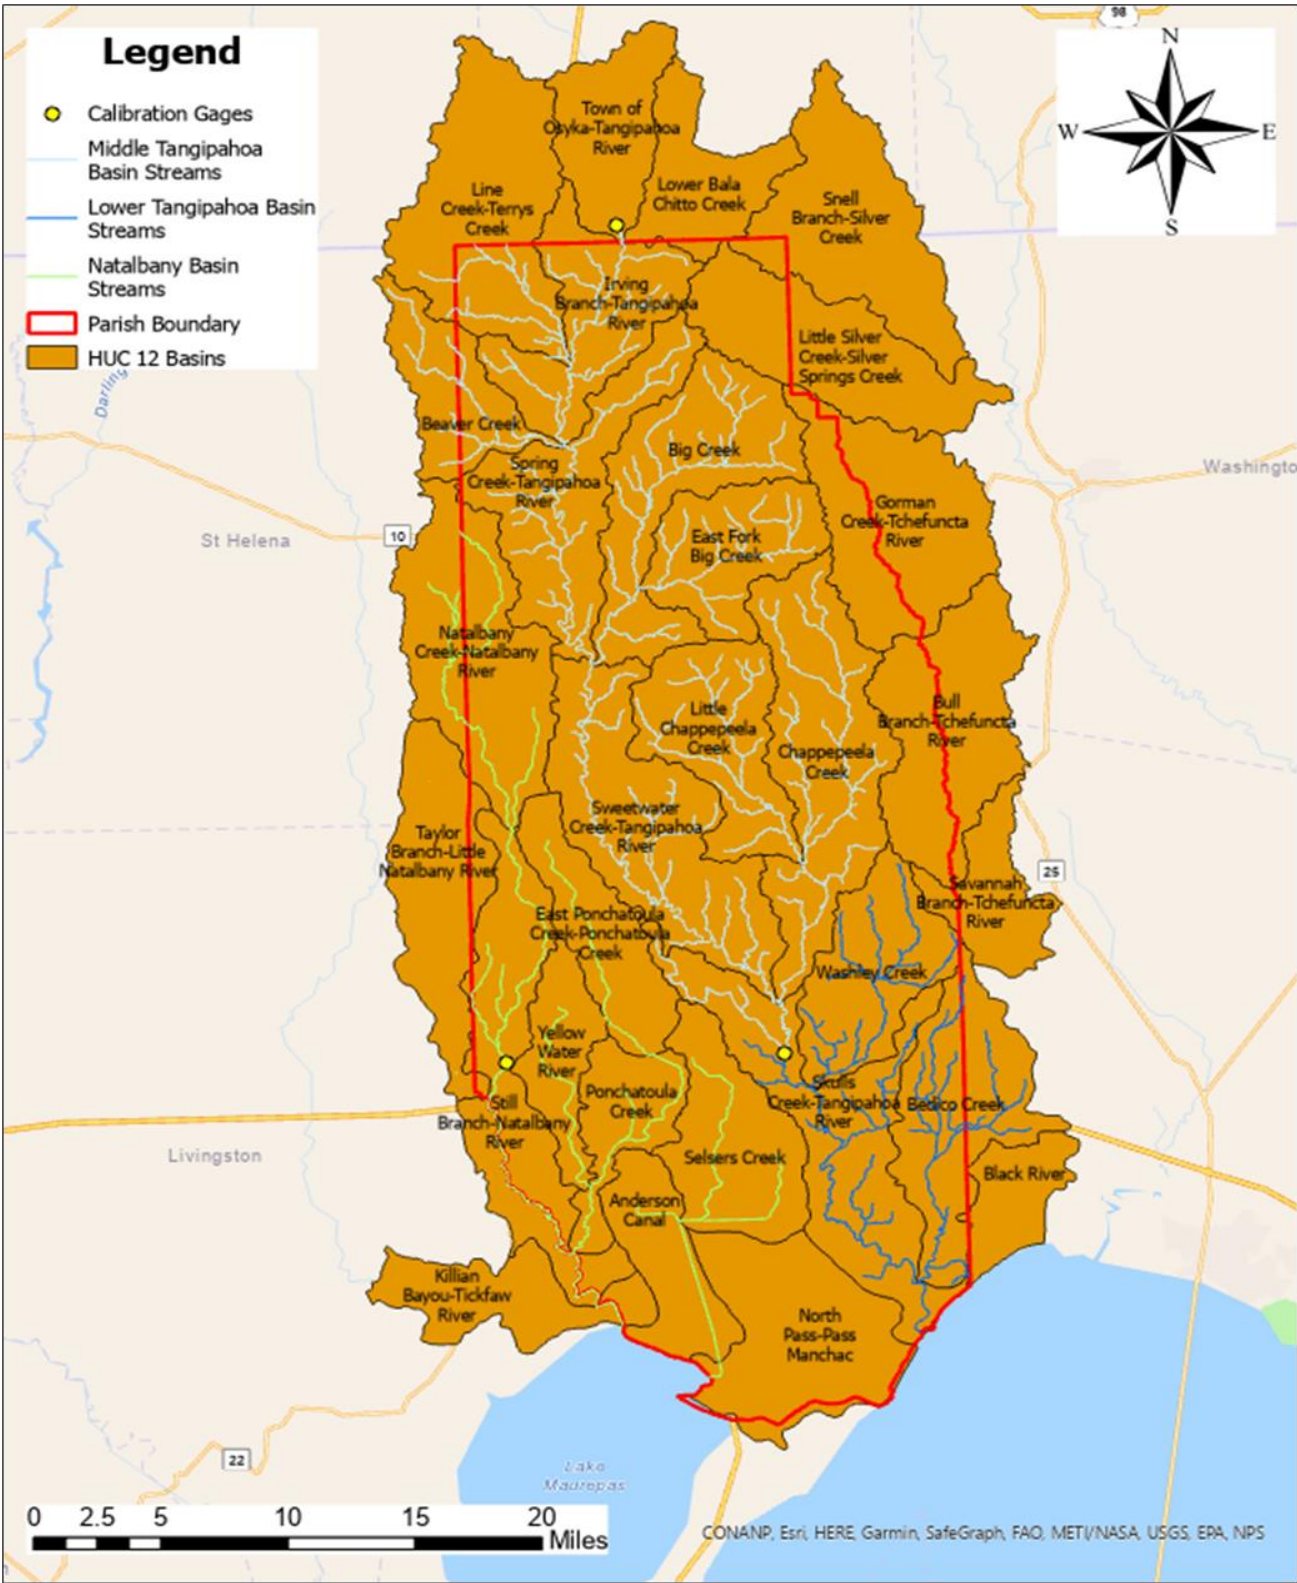 Legend
Calibration Gages
Middle Tangipahoa
Basin Streams
Lower Tangipahoa Basin
Streams
Natalbany Basin
Streams
Parish Boundary
HUC 12 Basins
98
N
W
E
S
Town of
Osyka-Tangipahoa
River
Line
Creek-Terrys
Creek
Lower Bala
Chitto Creek
Snell
Branch-Silver
Creek
Irving
Branch-Tangipahoa
River
Little Silver
Creek-Silver
Springs Creek
Darling
Beaver Creek
Big Creek
Spring
Creek-Tangipahoa
River
Washingto
Gorman
Creek-Tchefuncta
River
St Helena
10
East Fork
Big Creek
Natalbany
Creek-Natalbany
River
Little
Chappepeela
Creek
Bull
Branch-Tchefuncta
River
Chappepeela
Creek
Sweetwater
Creek-Tangipahoa
River
Taylor
Branch-Little
Natalbany River
25
Savannah
Branch-Tchefuncta
River
East Ponchatoula
Creek-Ponchatoula
Creek
Washley Creek
Yellow
Water
River
Ponchatoula
Creek
Skulls
Creek-Tangipahoa
River
Bedico Creek
Still
Branch-Natalbany
River
Livingston
Selsers Creek
Black River
Anderson
Canal
Killian
Bayou-Tickfaw
River
North
Pass-Pass
Manchac
22
Lake
Maurepas
0 2.5 5 10 15 20
Miles
CONANP, Esri, HERE, Garmin, SafeGraph, FAO, METI/NASA, USGS, EPA, NPS